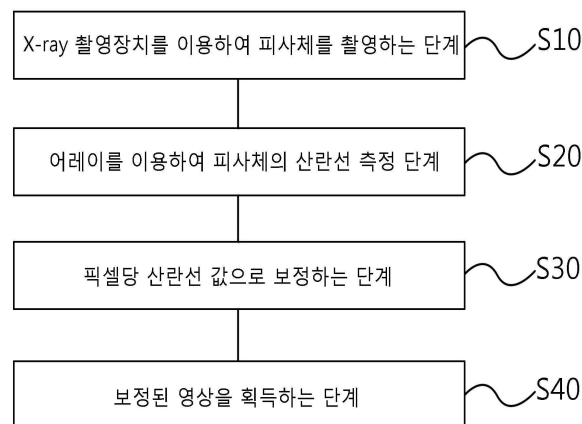 X-ray 촬영장치를 이용하여 피사체를 촬영하는 단계 S10
어레이를 이용하여 피사체의 산란선 측정 단계 S20
픽셀당 산란선 값으로 보정하는 단계 S30
보정된 영상을 획득하는 단계 S40